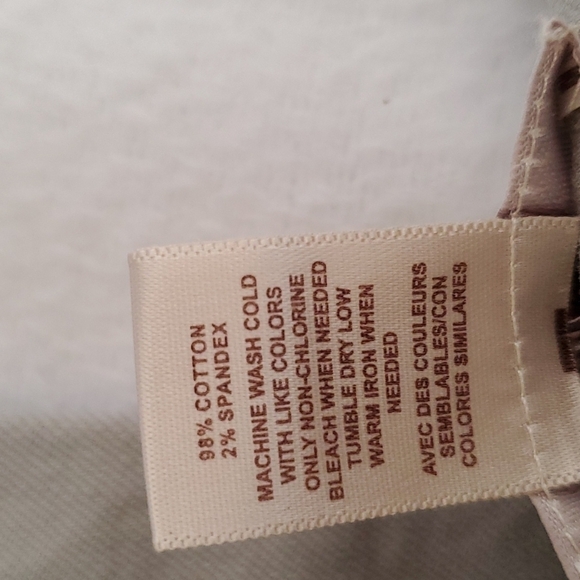 98% COTTON
2% SPANDEX
MACHINE WASH COLD
WITH LIKE COLORS
ONLY NON-CHLORINE
BLEACH WHEN NEEDED
TUMBLE DRY LOW
WARM IRON WHEN
NEEDED
AVEC DES COULEURS
SEMBLABLES/CON
COLORES SIMILARES